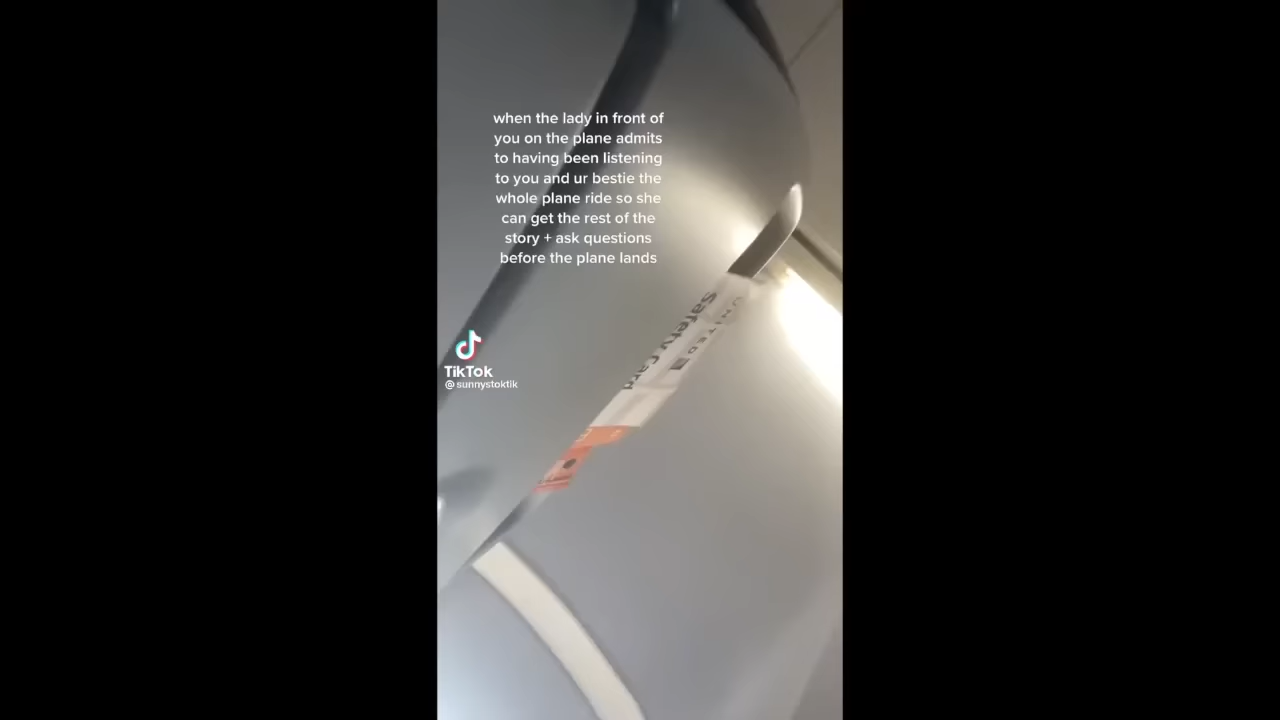 when the lady in front of
you on the plane admits
to having been listening
to you and ur bestie the
whole plane ride so she
can get the rest of the
story + ask questions
before the plane lands
UNITED
Safety Card
TikTok
@sunnystoktik